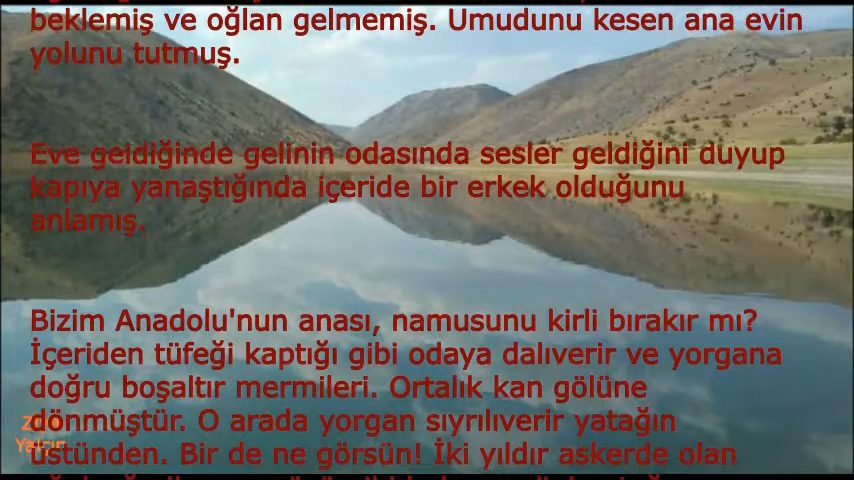 beklemiş ve oğlan gelmemiş. Umudunu kesen ana evin
yolunu tutmuş.
Eve geldiğinde gelinin odasında sesler geldiğini duyup
kapıya yanaştığında içeride bir erkek olduğunu
anlamış.
Bizim Anadolu'nun anası, namusunu kirli bırakır mı?
İçeriden tüfeği kaptığı gibi odaya dalıverir ve yorgana
doğru boşaltır mermileri. Ortalık kan gölüne
dönmüştür. O arada yorgan sıyrılıverir yatağın
üstünden. Bir de ne görsün! İki yıldır askerde olan
Yalçın